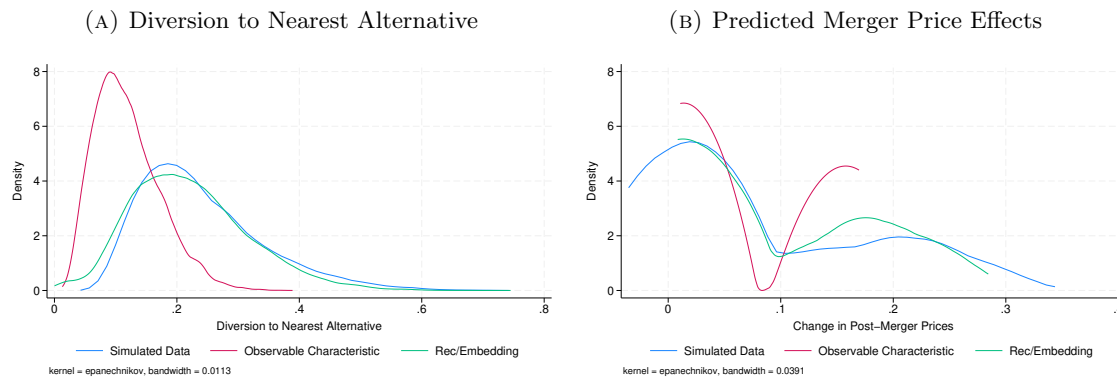 (A) Diversion to Nearest Alternative
8
6
4
2
0
Density
0 .2 .4 .6 .8
Diversion to Nearest Alternative
Simulated Data Observable Characteristic Rec/Embedding
kernel = epanechnikov, bandwidth = 0.0113
(B) Predicted Merger Price Effects
8
6
4
2
0
Density
0 .1 .2 .3 .
Change in Post−Merger Prices
Simulated Data Observable Characteristic Rec/Embedding
kernel = epanechnikov, bandwidth = 0.0391